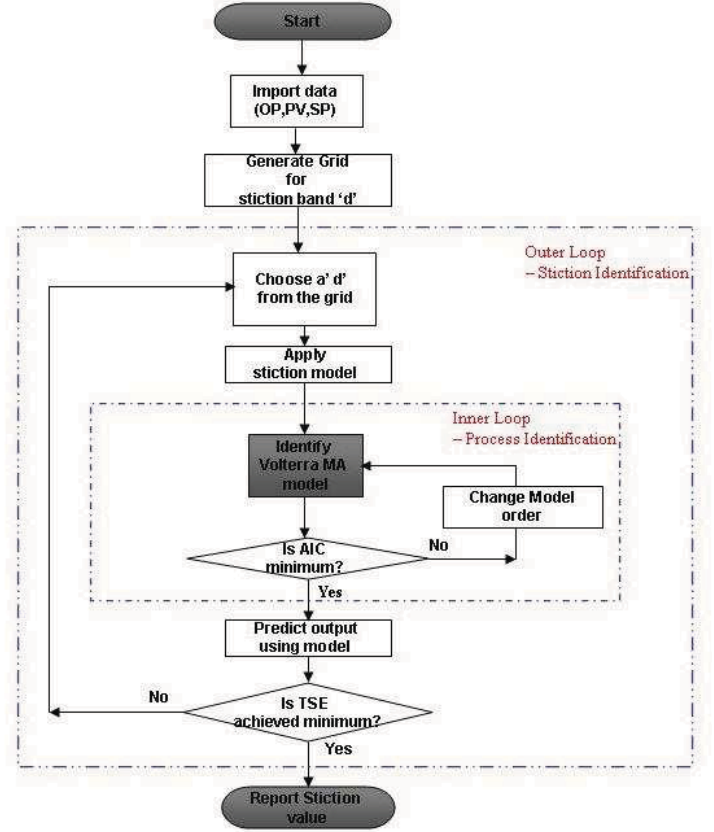 Start
Import data
(OP,PV,SP)
Generate Grid
for
stiction band 'd'
Outer Loop
– Stiction Identification
Choose a' d'
from the grid
Apply
stiction model
Inner Loop
– Process Identification
Identify
Volterra MA
model
Change Model
order
Is AIC
minimum?
No
Yes
Predict output
using model
No
Is TSE
achieved minimum?
Yes
Report Stiction
value